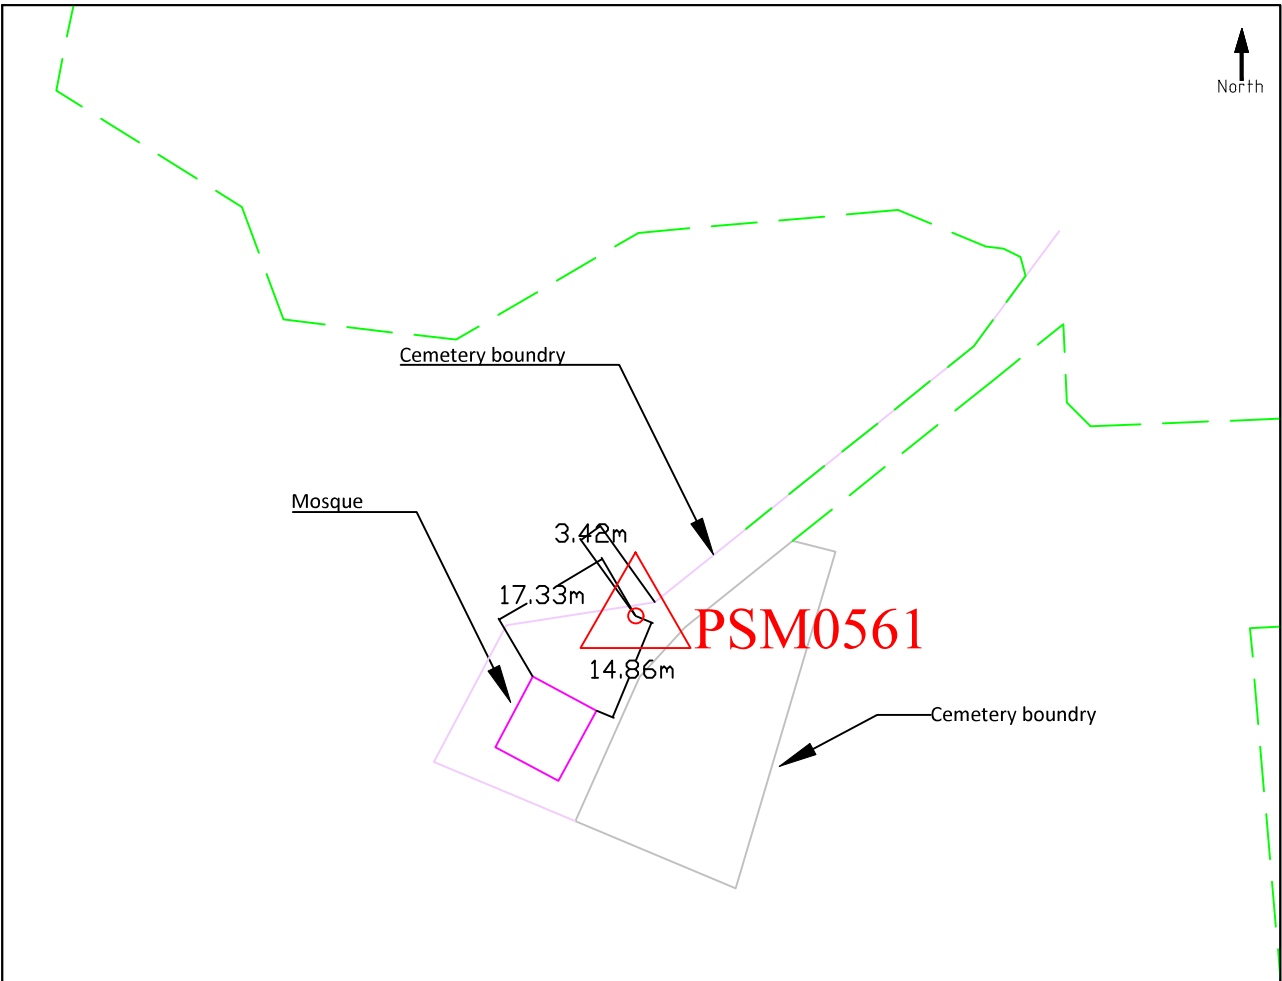 North
Cemetery boundry
Mosque
3.42m
17.33m
PSM0561
14.86m
Cemetery boundry